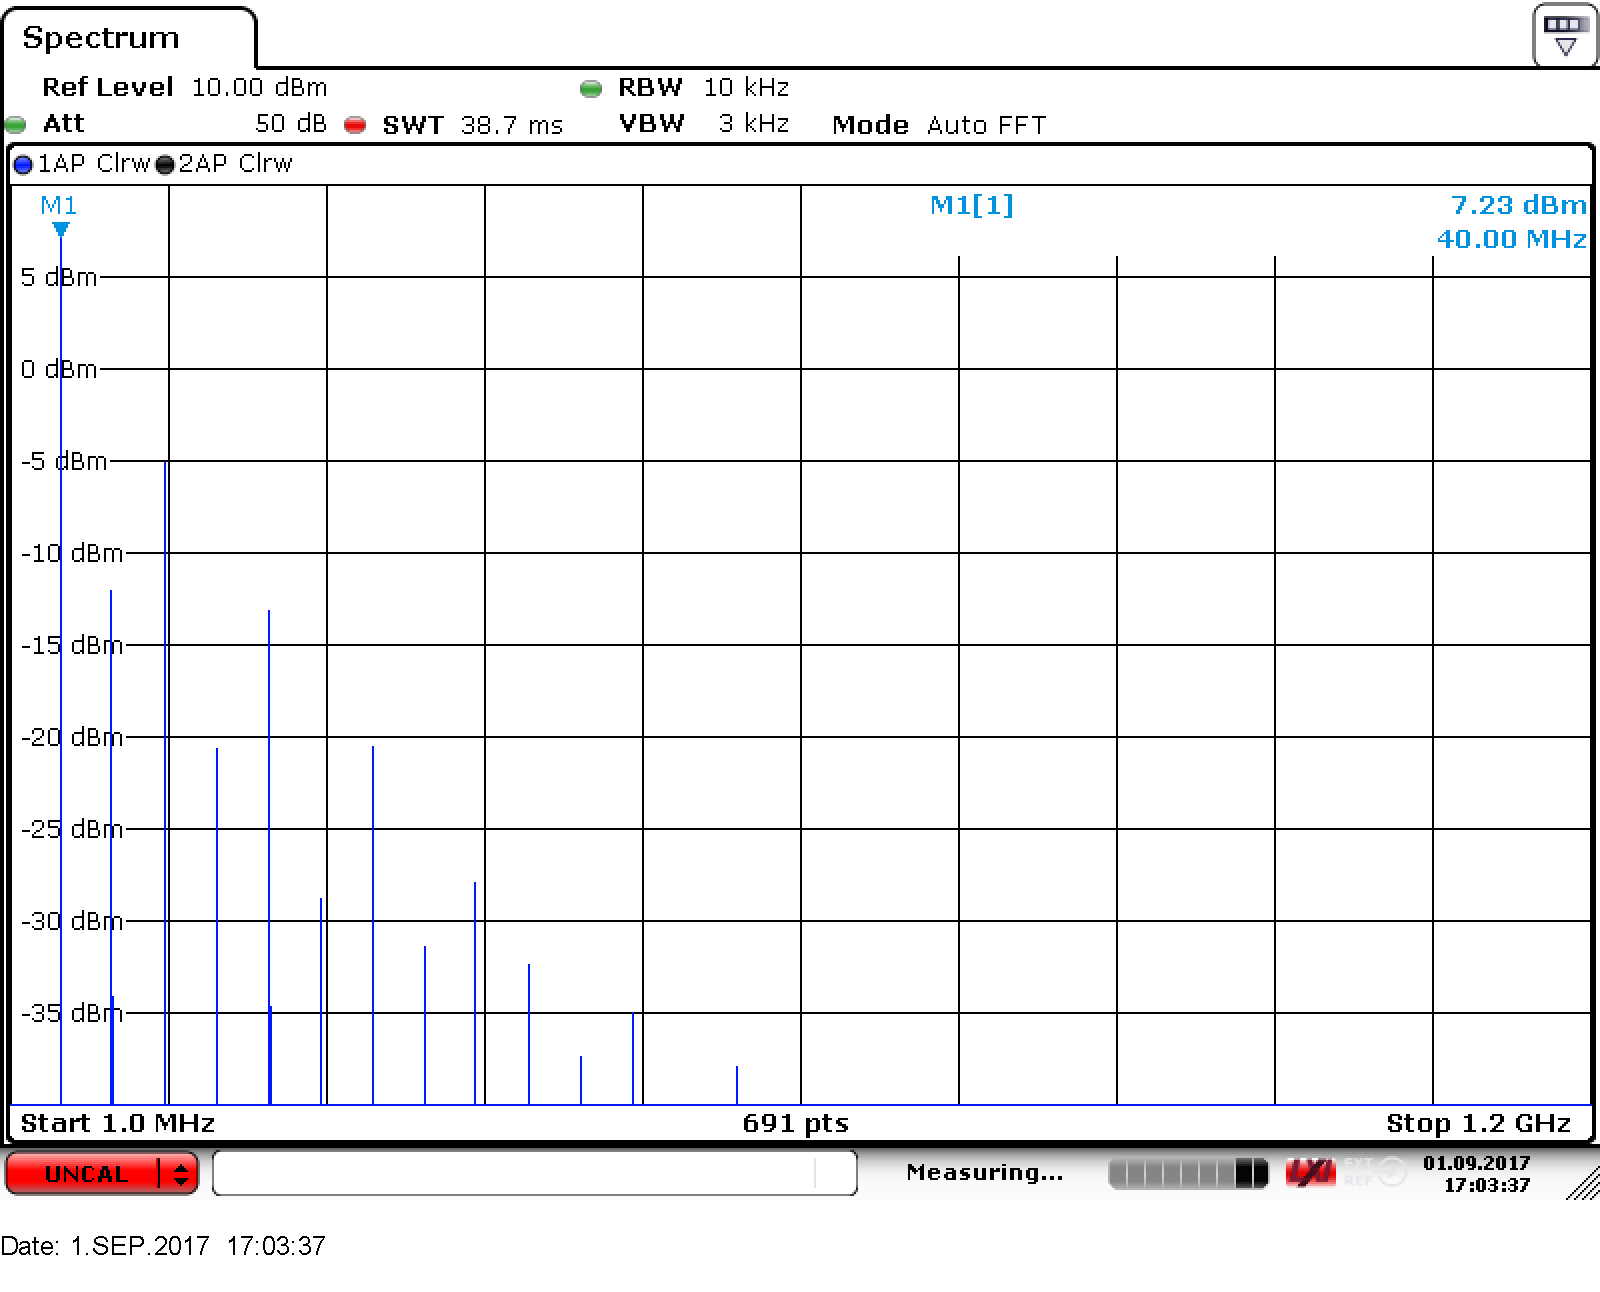 Spectrum
Ref Level 10.00 dBm RBW 10 kHz
Att 50 dB SWT 38.7 ms VBW 3 kHz Mode Auto FFT
1AP Clrw 2AP Clrw
M1 M1[1] 7.23 dBm
40.00 MHz
5 dBm
0 dBm
-5 dBm
-10 dBm
-15 dBm
-20 dBm
-25 dBm
-30 dBm
-35 dBm
Start 1.0 MHz 691 pts Stop 1.2 GHz
UNCAL Measuring... LXI EXT REF 01.09.2017
17:03:37
Date: 1.SEP.2017 17:03:37